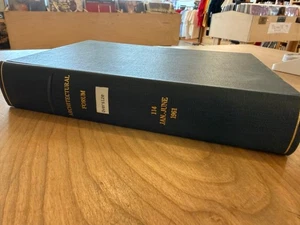 ARCHITECTURAL
FORUM
114
JAN.-JUNE
1961